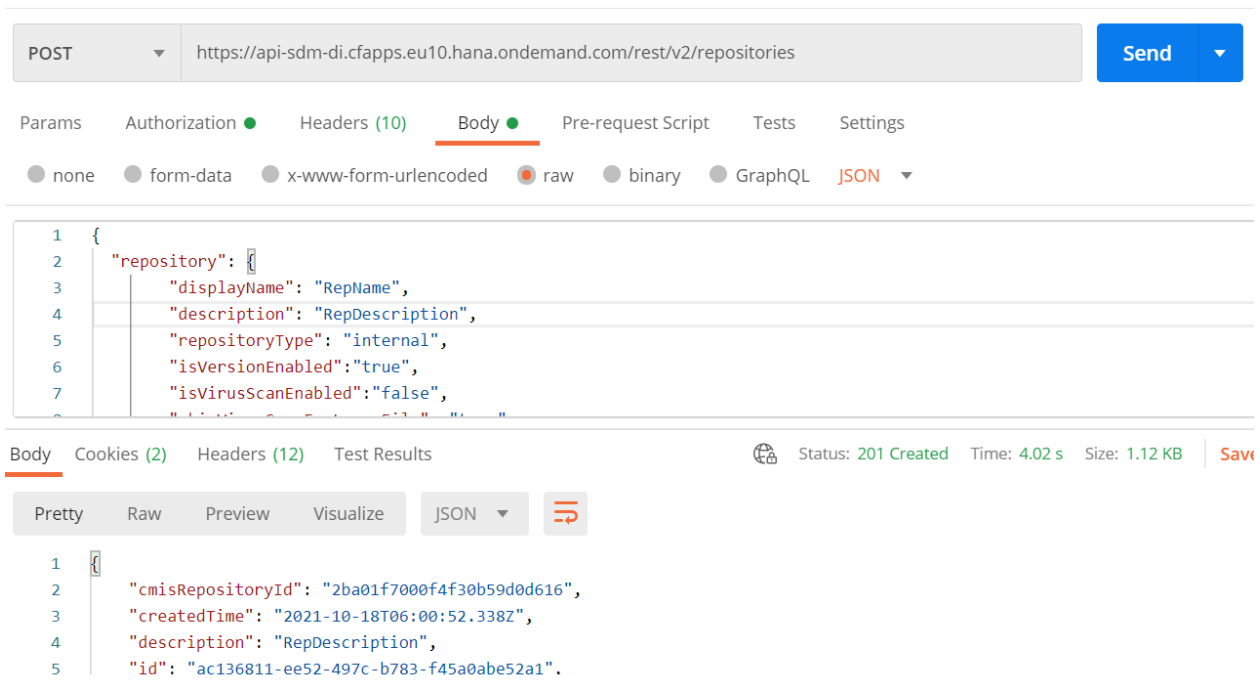 POST https://api-sdm-di.cfapps.eu10.hana.ondemand.com/rest/v2/repositories Send
Params Authorization Headers (10) Body Pre-request Script Tests Settings
none form-data x-www-form-urlencoded raw binary GraphQL JSON
1 {
2 "repository": {
3 "displayName": "RepName",
4 "description": "RepDescription",
5 "repositoryType": "internal",
6 "isVersionEnabled":"true",
7 "isVirusScanEnabled":"false",
Body Cookies (2) Headers (12) Test Results Status: 201 Created Time: 4.02 s Size: 1.12 KB Save
Pretty Raw Preview Visualize JSON
1 {
2 "cmisRepositoryId": "2ba01f7000f4f30b59d0d616",
3 "createdTime": "2021-10-18T06:00:52.338Z",
4 "description": "RepDescription",
5 "id": "ac136811-ee52-497c-b783-f45a0abe52a1",